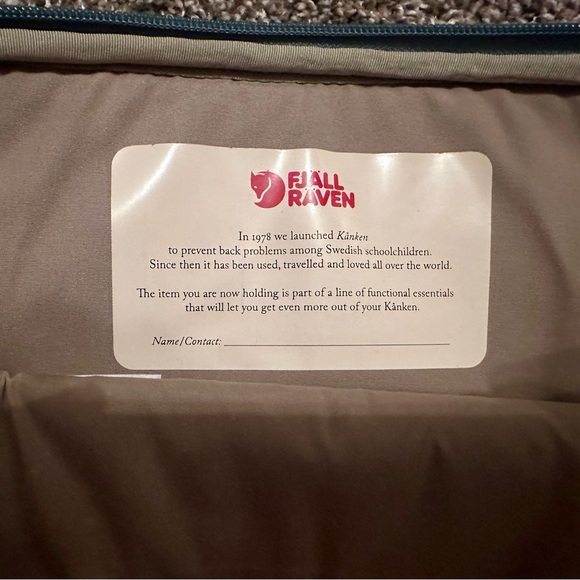 FJÄLL
RÄVEN
In 1978 we launched Kånken
to prevent back problems among Swedish schoolchildren.
Since then it has been used, travelled and loved all over the world.
The item you are now holding is part of a line of functional essentials
that will let you get even more out of your Kånken.
Name/Contact: